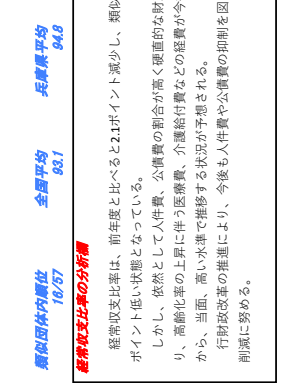 類似団体内順位 全国平均 兵庫県平均
16/57 93.1 94.8
経常収支比率の分析欄
経常収支比率は、前年度と比べると2.1ポイント減少し、類似
ポイント低い状態となっている。
しかし、依然として人件費、公債費の割合が高く硬直的な財
り、高齢化率の上昇に伴う医療費、介護給付費などの経費が今
から、当面、高い水準で推移する状況が予想される。
行財政改革の推進により、今後も人件費や公債費の抑制を図
削減に努める。